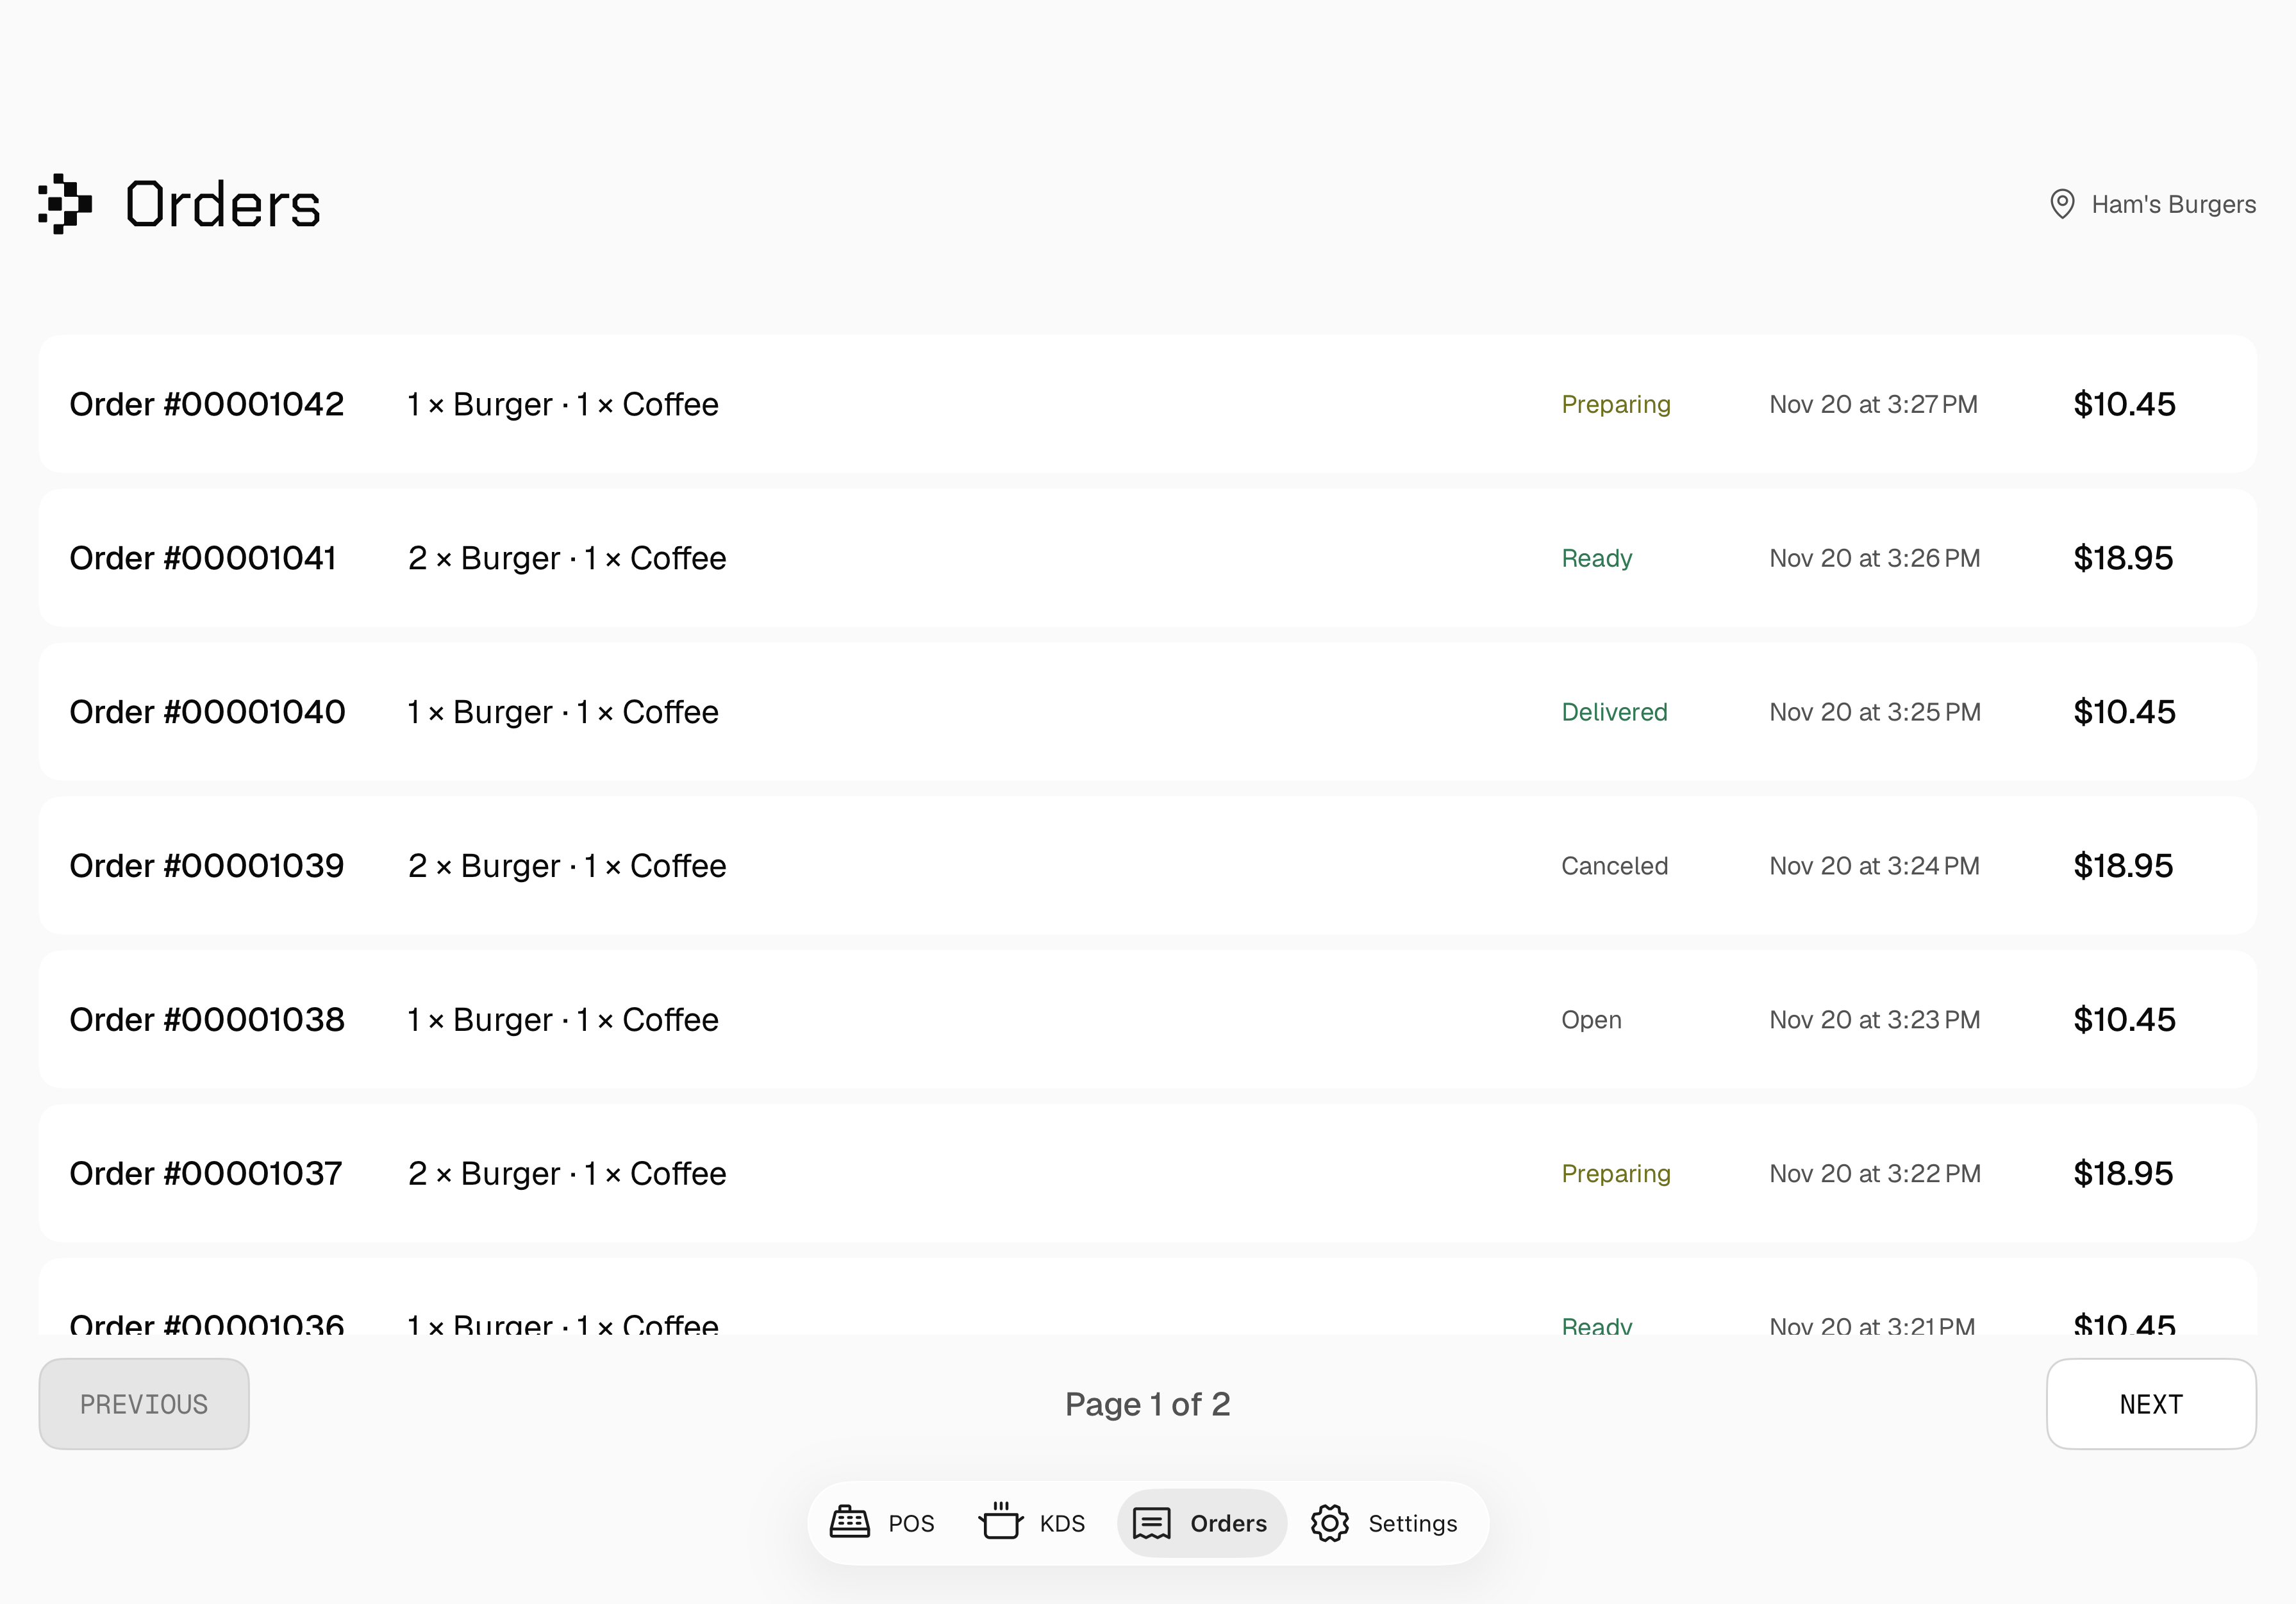 Orders
Ham's Burgers
Order #00001042 1 × Burger · 1 × Coffee Preparing Nov 20 at 3:27 PM $10.45
Order #00001041 2 × Burger · 1 × Coffee Ready Nov 20 at 3:26 PM $18.95
Order #00001040 1 × Burger · 1 × Coffee Delivered Nov 20 at 3:25 PM $10.45
Order #00001039 2 × Burger · 1 × Coffee Canceled Nov 20 at 3:24 PM $18.95
Order #00001038 1 × Burger · 1 × Coffee Open Nov 20 at 3:23 PM $10.45
Order #00001037 2 × Burger · 1 × Coffee Preparing Nov 20 at 3:22 PM $18.95
Order #00001036 1 × Burger · 1 × Coffee Ready Nov 20 at 3:21 PM $10.45
PREVIOUS Page 1 of 2 NEXT
POS KDS Orders Settings